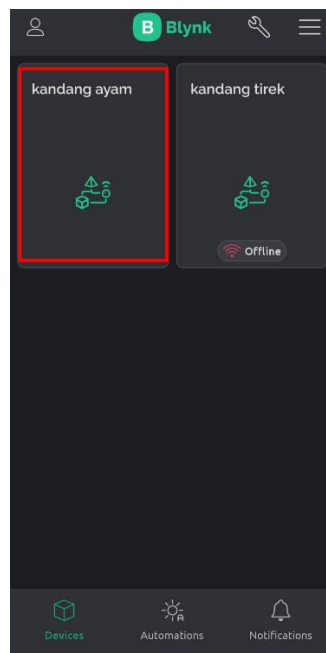 B Blynk
kandang ayam
kandang tirek
Offline
Devices
Automations
Notifications